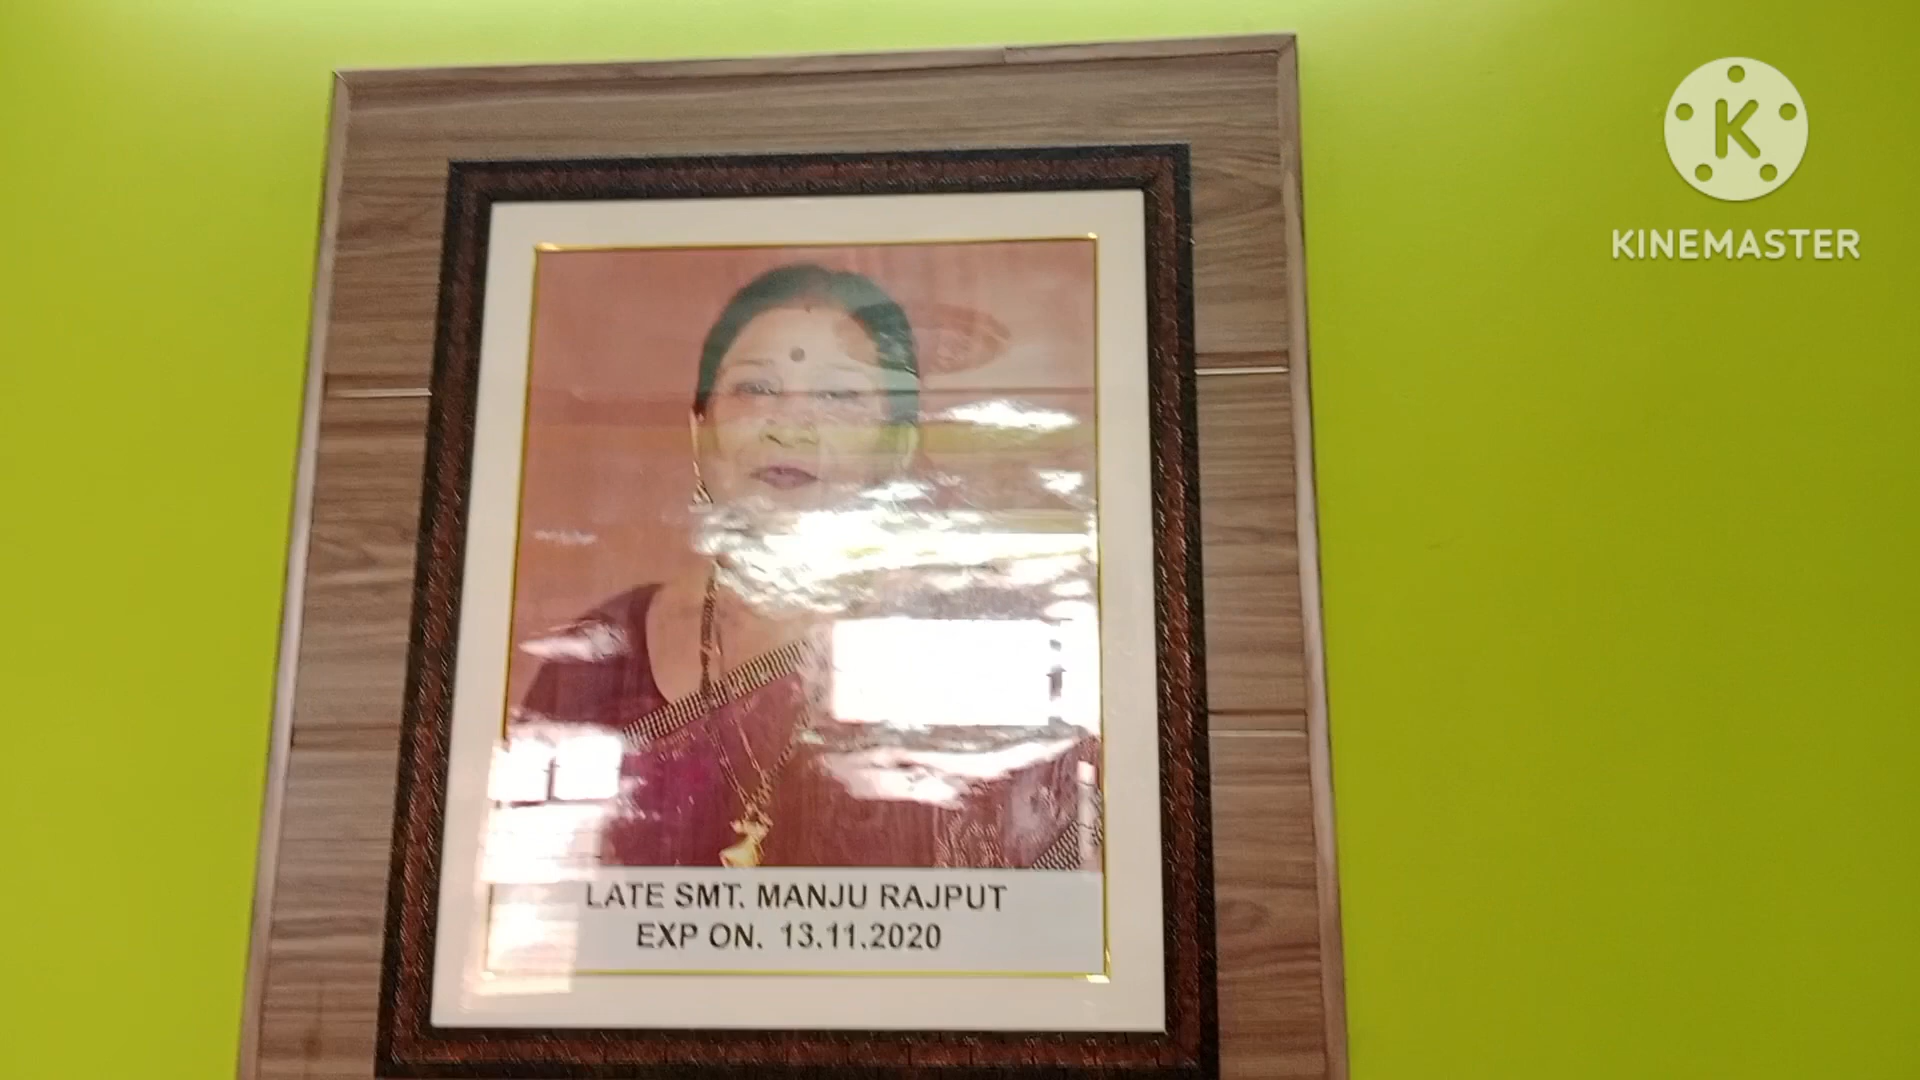 K
KINEMASTER
LATE SMT. MANJU RAJPUT
EXP ON. 13.11.2020